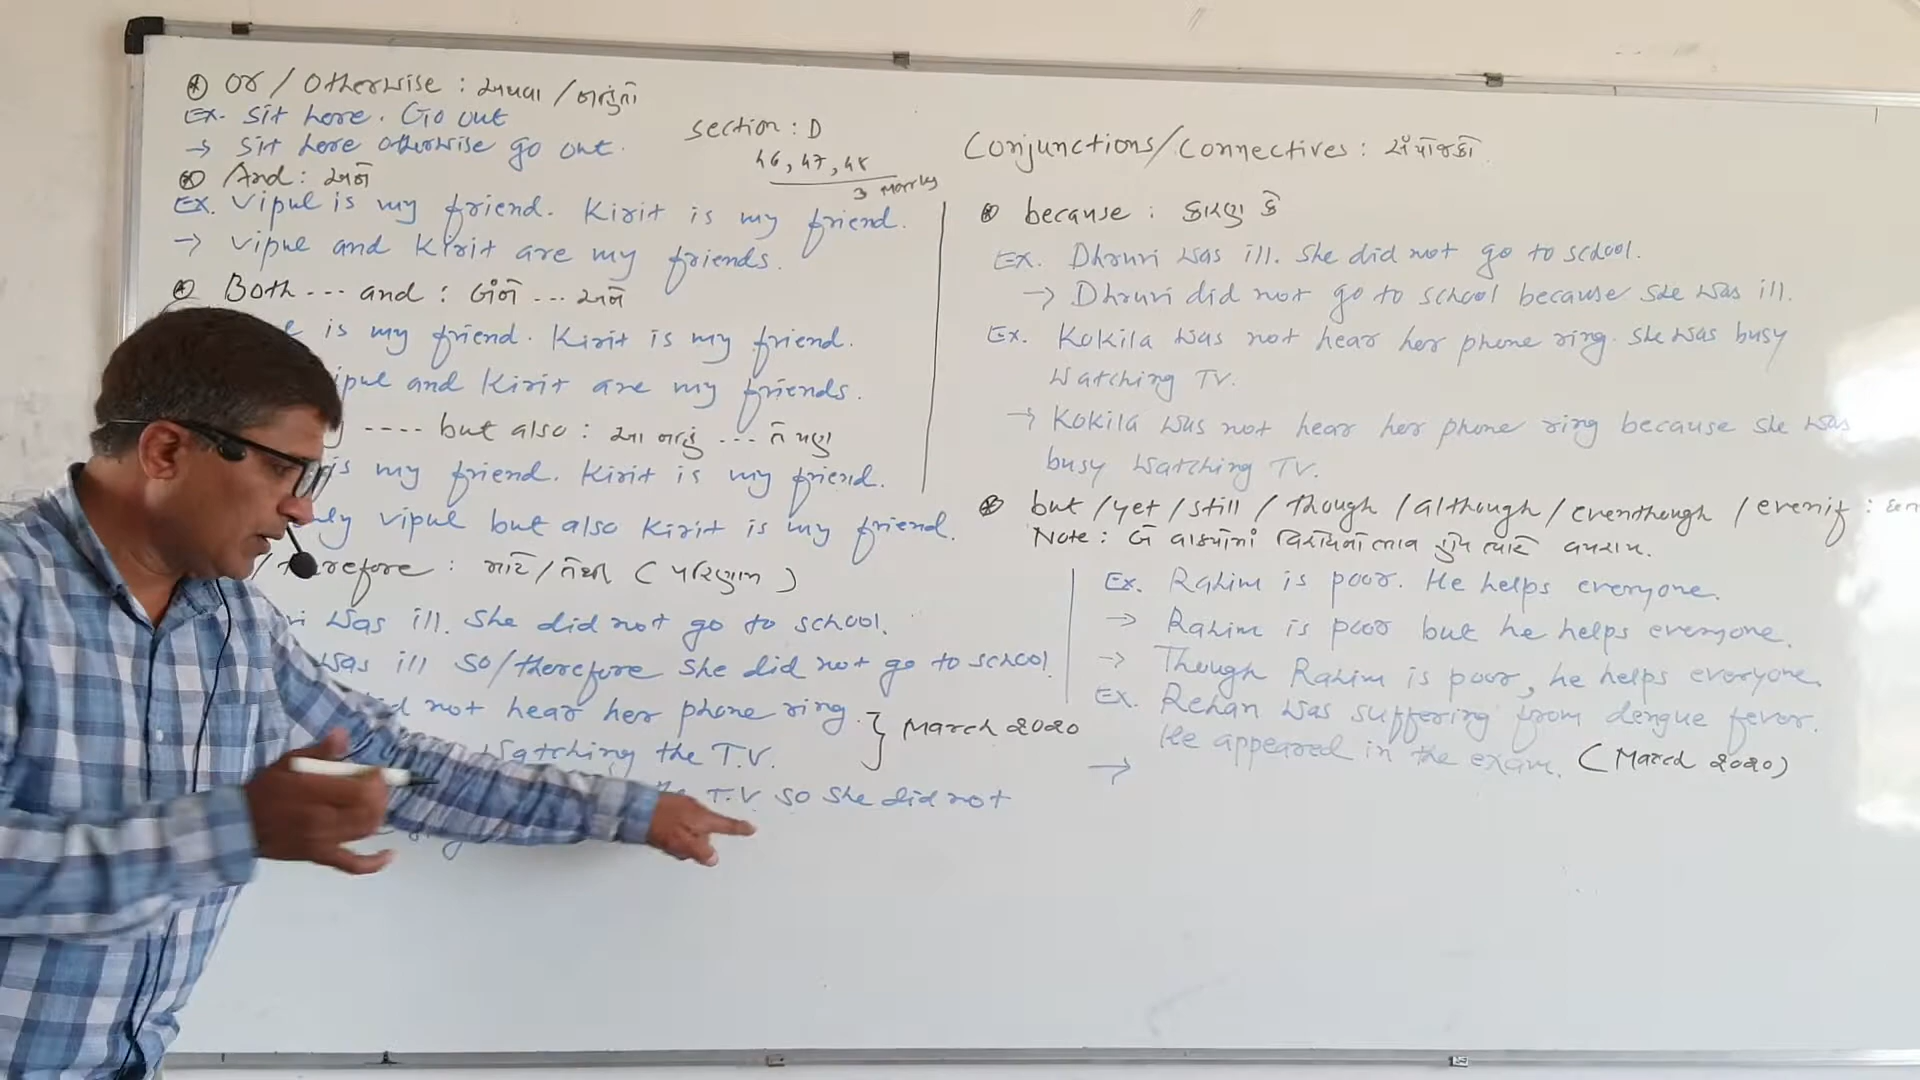 Or / Otherwise : અથવા / નહીંતો
Ex. Sit here. Go out
→ Sit here otherwise go out.
And : અને
Ex. Vipul is my friend. Kirit is my friend.
→ Vipul and Kirit are my friends.
Both --- and : બંને --- અને
is my friend. Kirit is my friend.
and Kirit are my friends.
---- but also : આ નહીં --- તે પણ
is my friend. Kirit is my friend.
Vipul but also Kirit is my friend.
/ therefore : માટે / તેથી ( પરિણામ )
was ill. She did not go to school.
was ill so/therefore she did not go to school.
not hear her phone ring. } March 2020
watching the T.V.
T.V so she did not
Section : D
46, 47, 48
3 Marks
Conjunctions/Connectives : સંયોજકો
because : કારણ કે
Ex. Dhruvi was ill. She did not go to school.
→ Dhruvi did not go to school because she was ill.
Ex. Kokila was not hear her phone ring. She was busy
watching TV.
→ Kokila was not hear her phone ring because she was
busy watching TV.
but / yet / still / though / although / eventhough / evenif :
Note : બે વાક્યોમાં વિરોધનો ભાવ હોય ત્યારે વપરાય.
Ex. Rahim is poor. He helps everyone.
→ Rahim is poor but he helps everyone.
→ Though Rahim is poor, he helps everyone.
Ex. Rehan was suffering from dengue fever.
He appeared in the exam. (March 2020)
→